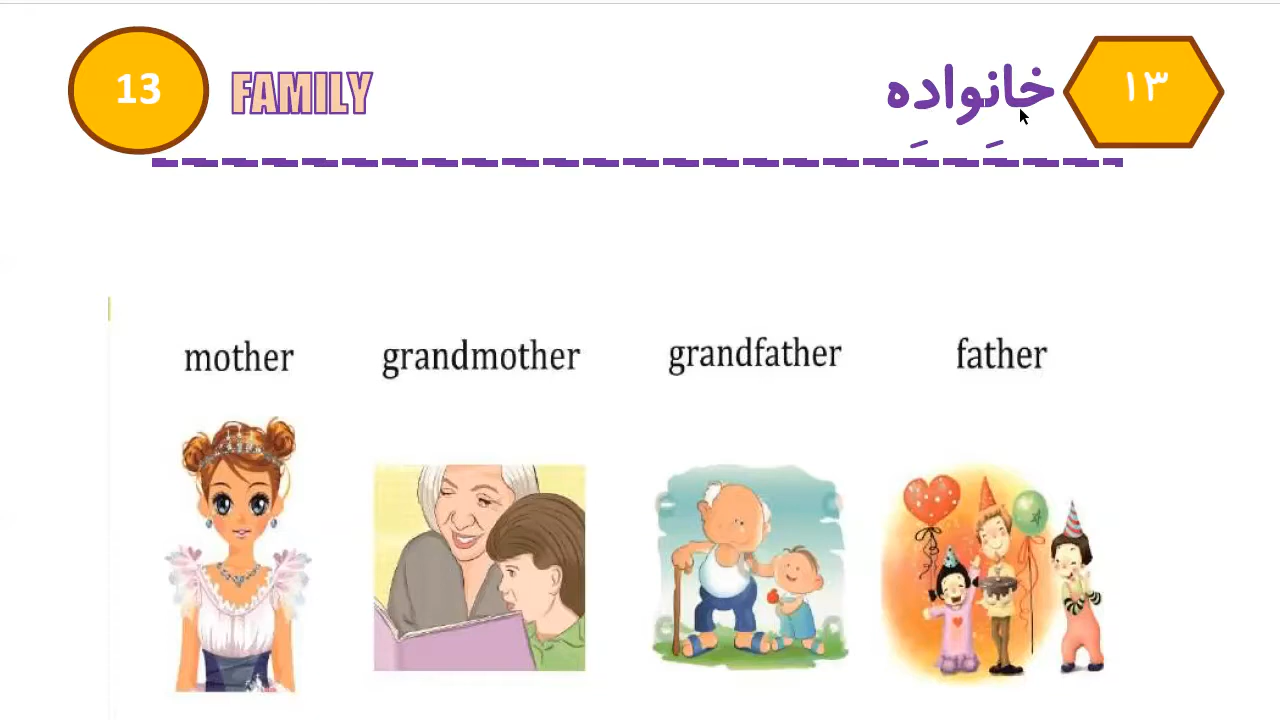 13 FAMILY خانواده ۱۳
mother grandmother grandfather father